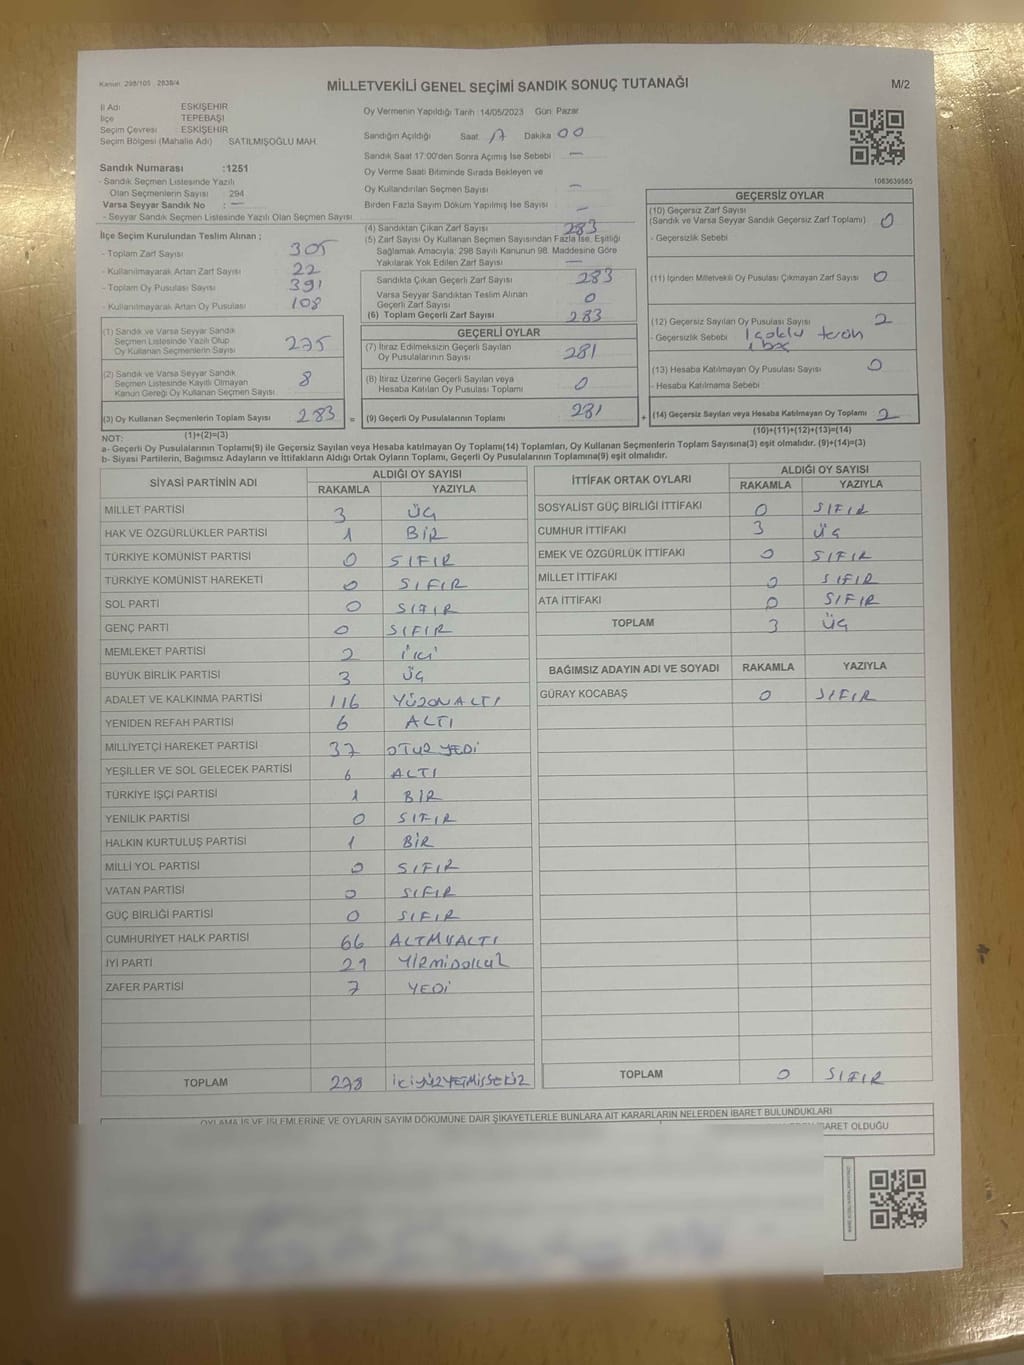 Kanun: 298/105 , 2839/4
MİLLETVEKİLİ GENEL SEÇİMİ SANDIK SONUÇ TUTANAĞI
M/2
İl Adı ESKİŞEHİR
İlçe TEPEBAŞI
Seçim Çevresi ESKİŞEHİR
Seçim Bölgesi (Mahalle Adı) SATILMIŞOĞLU MAH.
Sandık Numarası :1251
- Sandık Seçmen Listesinde Yazılı
Olan Seçmenlerin Sayısı : 294
Varsa Seyyar Sandık No : —
- Seyyar Sandık Seçmen Listesinde Yazılı Olan Seçmen Sayısı
İlçe Seçim Kurulundan Teslim Alınan ;
- Toplam Zarf Sayısı 305
- Kullanılmayarak Artan Zarf Sayısı 22
- Toplam Oy Pusulası Sayısı 391
- Kullanılmayarak Artan Oy Pusulası 108
(1) Sandık ve Varsa Seyyar Sandık
Seçmen Listesinde Yazılı Olup
Oy Kullanan Seçmenlerin Sayısı 275
(2) Sandık ve Varsa Seyyar Sandık
Seçmen Listesinde Kayıtlı Olmayan
Kanun Gereği Oy Kullanan Seçmen Sayısı 8
(3) Oy Kullanan Seçmenlerin Toplam Sayısı 283 =
(1)+(2)=(3)
Oy Vermenin Yapıldığı Tarih :14/05/2023 Gün: Pazar
Sandığın Açıldığı Saat 17 Dakika 00
Sandık Saat 17:00'den Sonra Açımış İse Sebebi —
Oy Verme Saati Bitiminde Sırada Bekleyen ve
Oy Kullandırılan Seçmen Sayısı —
Birden Fazla Sayım Döküm Yapılmış İse Sayısı —
(4) Sandıktan Çıkan Zarf Sayısı 283
(5) Zarf Sayısı Oy Kullanan Seçmen Sayısından Fazla İse, Eşitliği
Sağlamak Amacıyla; 298 Sayılı Kanunun 98. Maddesine Göre
Yakılarak Yok Edilen Zarf Sayısı —
Sandıkta Çıkan Geçerli Zarf Sayısı 283
Varsa Seyyar Sandıktan Teslim Alınan
Geçerli Zarf Sayısı 0
(6) Toplam Geçerli Zarf Sayısı 283
GEÇERLİ OYLAR
(7) İtiraz Edilmeksizin Geçerli Sayılan
Oy Pusulalarının Sayısı 281
(8) İtiraz Üzerine Geçerli Sayılan veya
Hesaba Katılan Oy Pusulası Toplamı 0
(9) Geçerli Oy Pusulalarının Toplamı 281 +
1063639565
GEÇERSİZ OYLAR
(10) Geçersiz Zarf Sayısı
(Sandık ve Varsa Seyyar Sandık Geçersiz Zarf Toplamı) 0
- Geçersizlik Sebebi
(11) İçinden Milletvekili Oy Pusulası Çıkmayan Zarf Sayısı 0
(12) Geçersiz Sayılan Oy Pusulası Sayısı 2
- Geçersizlik Sebebi 1 çoklu tercih
1 boş
(13) Hesaba Katılmayan Oy Pusulası Sayısı 0
- Hesaba Katılmama Sebebi
(14) Geçersiz Sayılan veya Hesaba Katılmayan Oy Toplamı 2
(10)+(11)+(12)+(13)=(14)
NOT:
a- Geçerli Oy Pusulalarının Toplamı(9) ile Geçersiz Sayılan veya Hesaba katılmayan Oy Toplamı(14) Toplamları, Oy Kullanan Seçmenlerin Toplam Sayısına(3) eşit olmalıdır. (9)+(14)=(3)
b- Siyasi Partilerin, Bağımsız Adayların ve İttifakların Aldığı Ortak Oyların Toplamı, Geçerli Oy Pusulalarının Toplamına(9) eşit olmalıdır.
SİYASİ PARTİNİN ADI ALDIĞI OY SAYISI
RAKAMLA YAZIYLA
MİLLET PARTİSİ 3 ÜÇ
HAK VE ÖZGÜRLÜKLER PARTİSİ 1 BİR
TÜRKİYE KOMÜNİST PARTİSİ 0 SIFIR
TÜRKİYE KOMÜNİST HAREKETİ 0 SIFIR
SOL PARTİ 0 SIFIR
GENÇ PARTİ 0 SIFIR
MEMLEKET PARTİSİ 2 İKİ
BÜYÜK BİRLİK PARTİSİ 3 ÜÇ
ADALET VE KALKINMA PARTİSİ 116 YÜZONALTI
YENİDEN REFAH PARTİSİ 6 ALTI
MİLLİYETÇİ HAREKET PARTİSİ 37 OTUZ YEDİ
YEŞİLLER VE SOL GELECEK PARTİSİ 6 ALTI
TÜRKİYE İŞÇİ PARTİSİ 1 BİR
YENİLİK PARTİSİ 0 SIFIR
HALKIN KURTULUŞ PARTİSİ 1 BİR
MİLLİ YOL PARTİSİ 0 SIFIR
VATAN PARTİSİ 0 SIFIR
GÜÇ BİRLİĞİ PARTİSİ 0 SIFIR
CUMHURİYET HALK PARTİSİ 66 ALTMIŞALTI
İYİ PARTİ 29 YİRMİDOKUZ
ZAFER PARTİSİ 7 YEDİ
TOPLAM 278 İKİYÜZYETMİŞSEKİZ
İTTİFAK ORTAK OYLARI ALDIĞI OY SAYISI
RAKAMLA YAZIYLA
SOSYALİST GÜÇ BİRLİĞİ İTTİFAKI 0 SIFIR
CUMHUR İTTİFAKI 3 ÜÇ
EMEK VE ÖZGÜRLÜK İTTİFAKI 0 SIFIR
MİLLET İTTİFAKI 0 SIFIR
ATA İTTİFAKI 0 SIFIR
TOPLAM 3 ÜÇ
BAĞIMSIZ ADAYIN ADI VE SOYADI RAKAMLA YAZIYLA
GÜRAY KOCABAŞ 0 SIFIR
TOPLAM 0 SIFIR
OYLAMA İŞ VE İŞLEMLERİNE VE OYLARIN SAYIM DÖKÜMÜNE DAİR ŞİKAYETLERLE BUNLARA AİT KARARLARIN NELERDEN İBARET BULUNDUKLARI
İBARET OLDUĞU